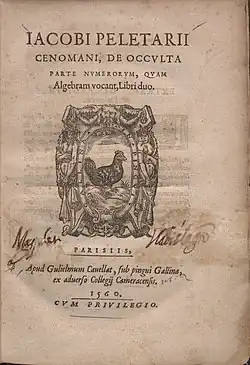 IACOBI PELETARII
CENOMANI, DE OCCVLTA
PARTE NVMERORVM, QVAM
Algebram vocant, Libri duo.
PARISIIS,
Apud Gulielmum Cauellat, sub pingui Gallina,
ex aduerso Collegij Cameracensis.
1560.
CVM PRIVILEGIO.